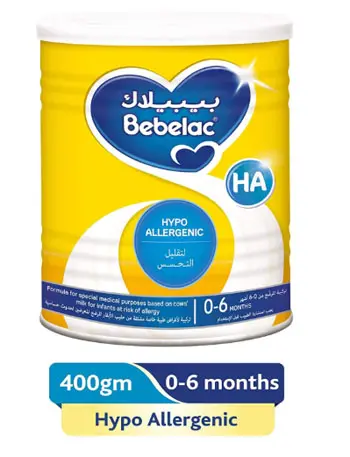 بيبيلاك
Bebelac
HA
HYPO
ALLERGENIC
لتقليل
التحسس
Formula for special medical purposes based on cows'
milk for infants at risk of allergy
0-6
MONTHS
400gm
0-6 months
Hypo Allergenic